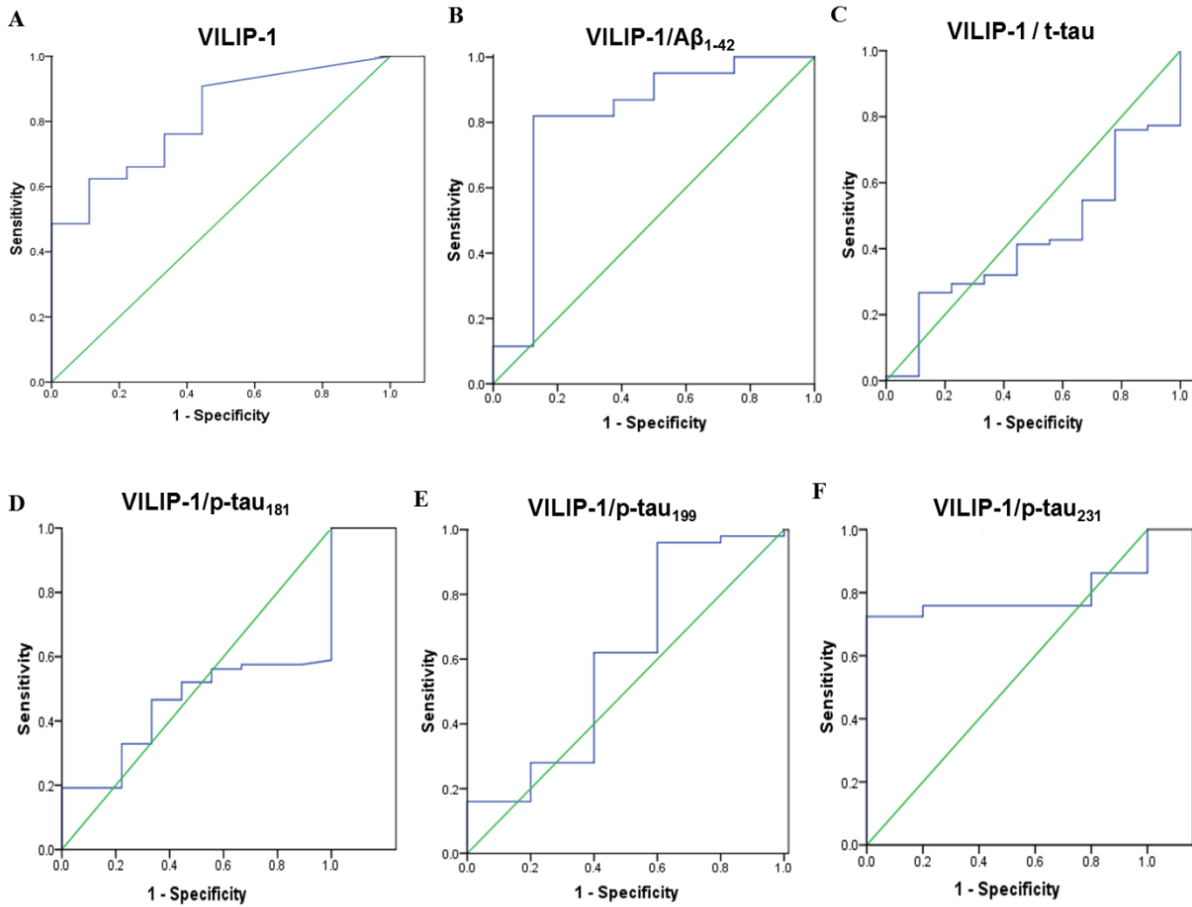 A
VILIP-1
1.0
0.8
0.6
0.4
0.2
0.0
Sensitivity
0.0 0.2 0.4 0.6 0.8 1.0
1 - Specificity
B
VILIP-1/Aβ₁₋₄₂
1.0
0.8
0.6
0.4
0.2
0.0
Sensitivity
0.0 0.2 0.4 0.6 0.8 1.0
1 - Specificity
C
VILIP-1 / t-tau
1.0
0.8
0.6
0.4
0.2
0.0
Sensitivity
0.0 0.2 0.4 0.6 0.8 1.0
1 - Specificity
D
VILIP-1/p-tau₁₈₁
1.0
0.8
0.6
0.4
0.2
0.0
Sensitivity
0.0 0.2 0.4 0.6 0.8 1.0
1 - Specificity
E
VILIP-1/p-tau₁₉₉
1.0
0.8
0.6
0.4
0.2
0.0
Sensitivity
0.0 0.2 0.4 0.6 0.8 1.0
1 - Specificity
F
VILIP-1/p-tau₂₃₁
1.0
0.8
0.6
0.4
0.2
0.0
Sensitivity
0.0 0.2 0.4 0.6 0.8 1.0
1 - Specificity